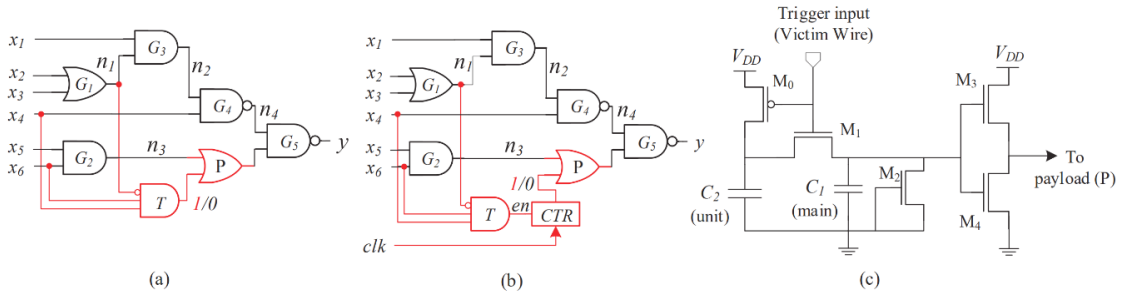 x1
x2
x3
x4
x5
x6
n1
n2
n3
n4
G1
G2
G3
G4
G5
T
P
1/0
y
(a)
x1
x2
x3
x4
x5
x6
clk
n1
n2
n3
n4
G1
G2
G3
G4
G5
T
en
CTR
P
1/0
y
(b)
Trigger input
(Victim Wire)
VDD
M0
M1
C2
(unit)
C1
(main)
M2
VDD
M3
M4
To
payload (P)
(c)